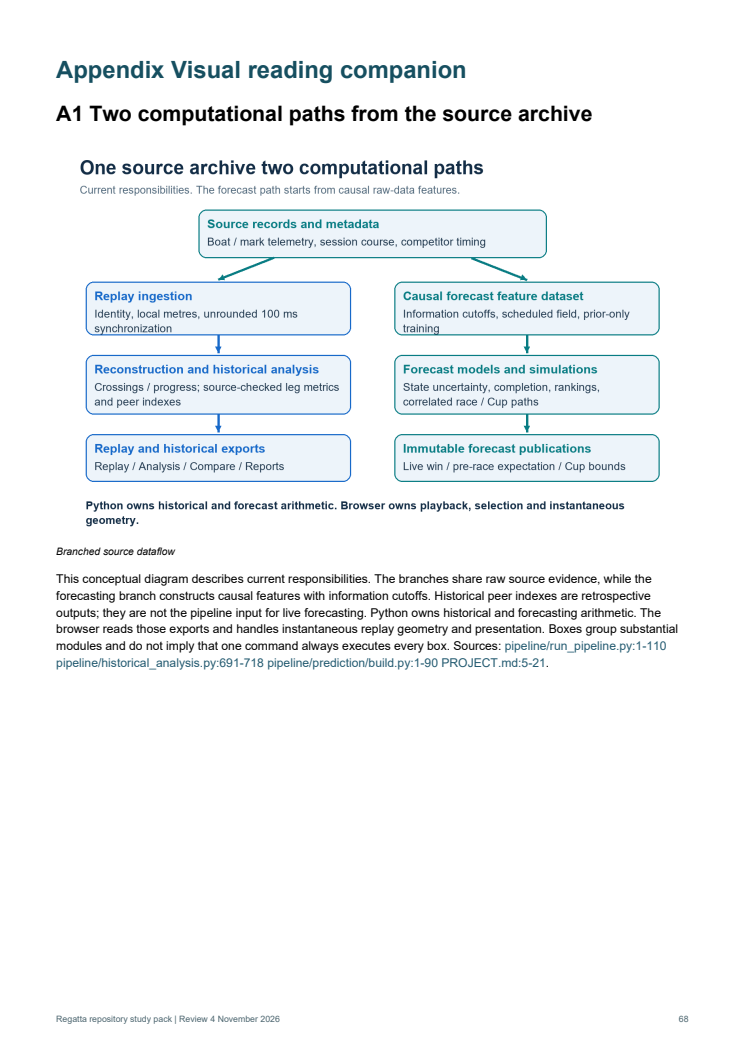 Appendix Visual reading companion
A1 Two computational paths from the source archive
One source archive two computational paths
Current responsibilities. The forecast path starts from causal raw-data features.
Source records and metadata
Boat / mark telemetry, session course, competitor timing
Replay ingestion
Identity, local metres, unrounded 100 ms
synchronization
Causal forecast feature dataset
Information cutoffs, scheduled field, prior-only
training
Reconstruction and historical analysis
Crossings / progress; source-checked leg metrics
and peer indexes
Forecast models and simulations
State uncertainty, completion, rankings,
correlated race / Cup paths
Replay and historical exports
Replay / Analysis / Compare / Reports
Immutable forecast publications
Live win / pre-race expectation / Cup bounds
Python owns historical and forecast arithmetic. Browser owns playback, selection and instantaneous
geometry.
Branched source dataflow
This conceptual diagram describes current responsibilities. The branches share raw source evidence, while the
forecasting branch constructs causal features with information cutoffs. Historical peer indexes are retrospective
outputs; they are not the pipeline input for live forecasting. Python owns historical and forecasting arithmetic. The
browser reads those exports and handles instantaneous replay geometry and presentation. Boxes group substantial
modules and do not imply that one command always executes every box. Sources: pipeline/run_pipeline.py:1-110
pipeline/historical_analysis.py:691-718 pipeline/prediction/build.py:1-90 PROJECT.md:5-21.
Regatta repository study pack | Review 4 November 2026
68